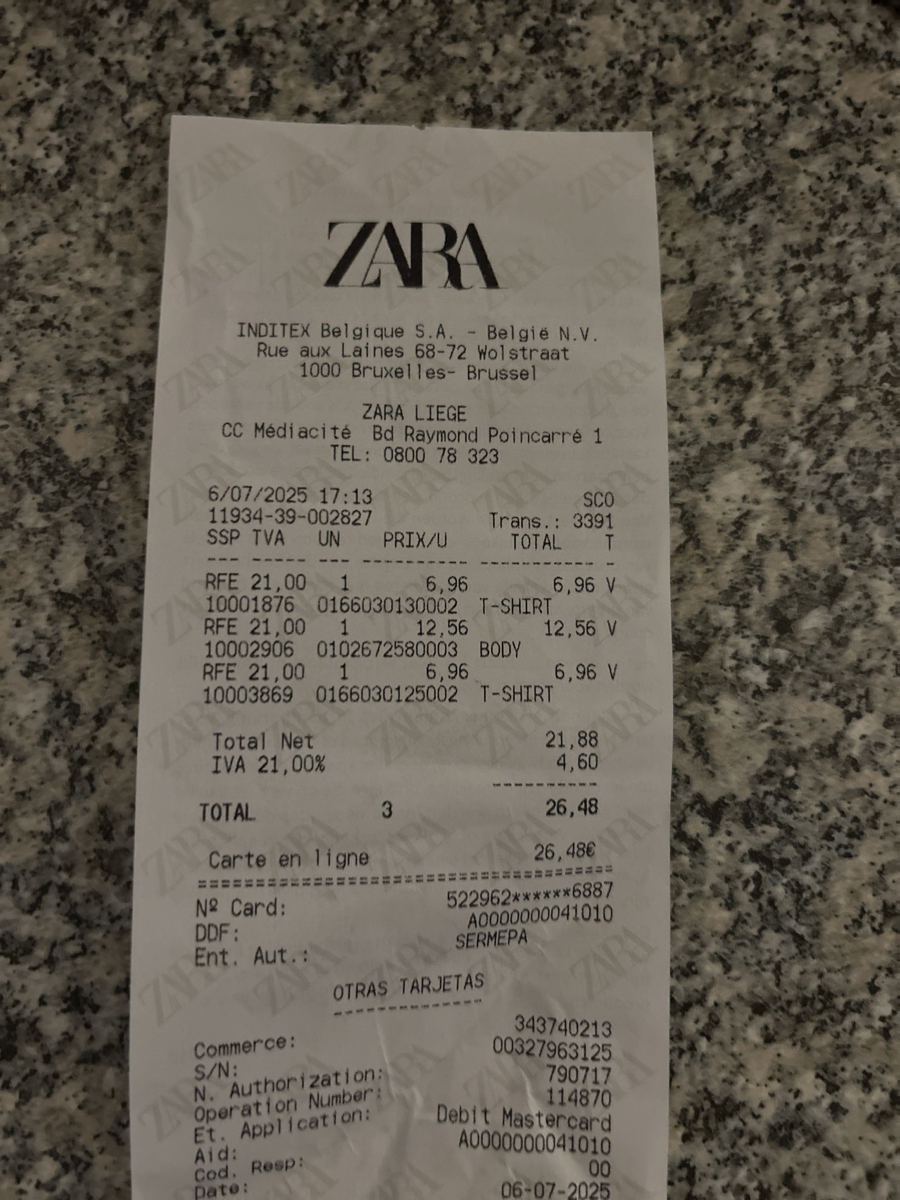 ZARA
INDITEX Belgique S.A. - België N.V.
Rue aux Laines 68-72 Wolstraat
1000 Bruxelles- Brussel
ZARA LIEGE
CC Médiacité Bd Raymond Poincarré 1
TEL: 0800 78 323
6/07/2025 17:13 SCO
11934-39-002827 Trans.: 3391
SSP TVA UN PRIX/U TOTAL T
--- ----- --- ---------- ----------- -
RFE 21,00 1 6,96 6,96 V
10001876 0166030130002 T-SHIRT
RFE 21,00 1 12,56 12,56 V
10002906 0102672580003 BODY
RFE 21,00 1 6,96 6,96 V
10003869 0166030125002 T-SHIRT
Total Net 21,88
IVA 21,00% 4,60
----------
TOTAL 3 26,48
Carte en ligne 26,48€
========================================
Nº Card: 522962******6887
DDF: A0000000041010
Ent. Aut.: SERMEPA
OTRAS TARJETAS
--------------
Commerce: 343740213
S/N: 00327963125
N. Authorization: 790717
Operation Number: 114870
Et. Application: Debit Mastercard
Aid: A0000000041010
Cod. Resp: 00
Date: 06-07-2025